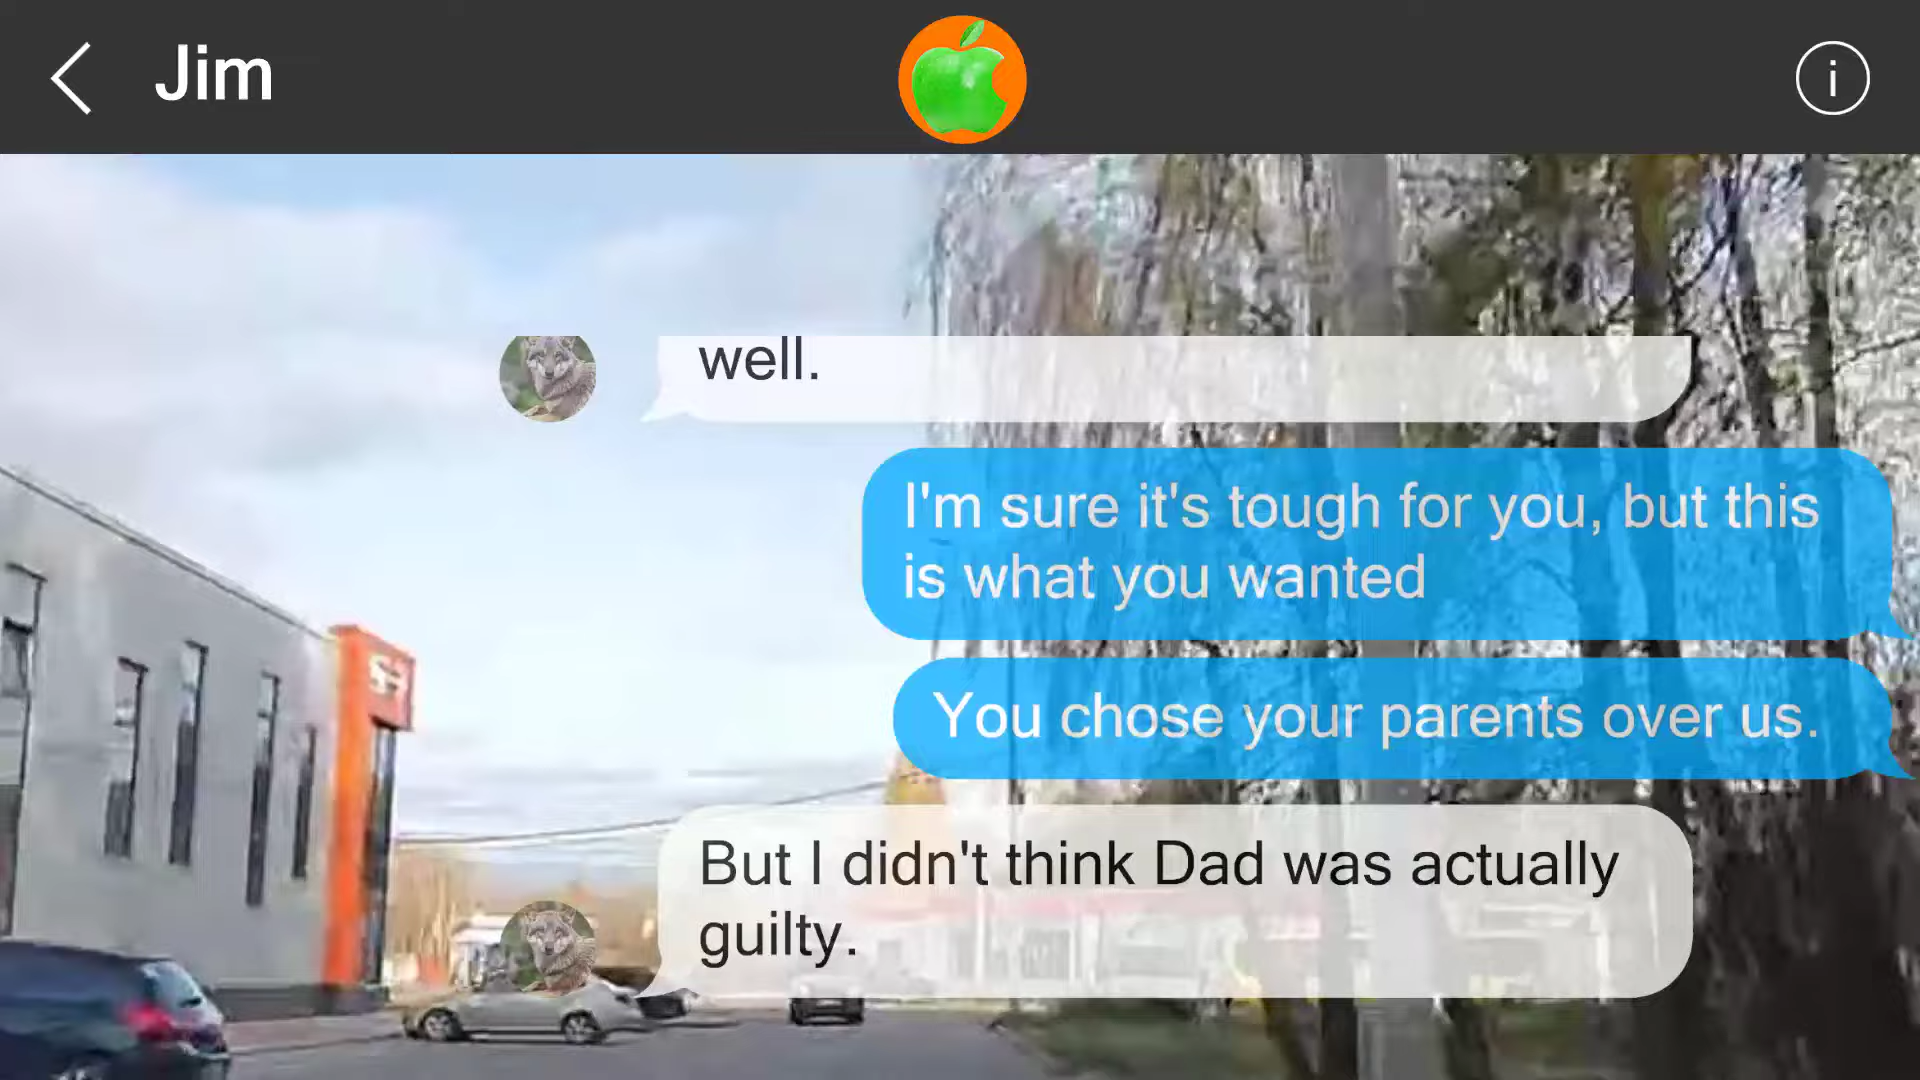 Jim
i
well.
I'm sure it's tough for you, but this
is what you wanted
You chose your parents over us.
But I didn't think Dad was actually
guilty.